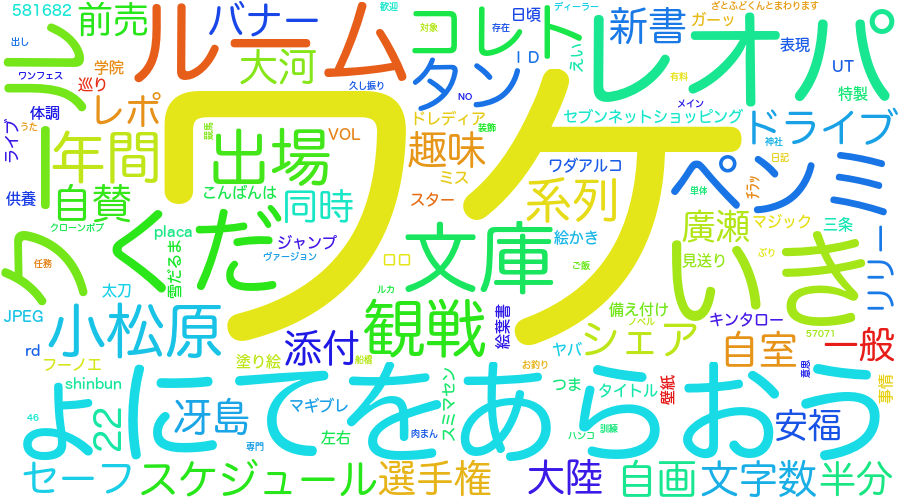 581682
前売
ルーム
バナー
大河
コレト
タン
日頃
ディーラー
ざとふどくんとまわります
新書
ガーッ
レオパ
表現
UT
特製
歓迎
対象
存在
えい
ＩＤ
出し
ワンフェス
学院
巡り
体調
久し振り
NO
メイン
有料
ライブ
うた
レポ
競馬
VOL
ドレディア
装飾
セブンネットショッピング
神社
ドライブ
年間
出場
ワケ
趣味
ミス
ワダアルコ
日記
ペンミ
チラッ
単体
供養
自賛
こんばんは
同時
スター
系列
廣瀬
マジック
三条
クローンポプ
くだ
placa
ジャンプ
文庫
絵かき
いき
リリー
クル
任務
雪だるま
ヴァージョン
ロロ
ご飯
見送り
ぶり
太刀
ルカ
備え付け
JPEG
小松原
添付
観戦
絵葉書
ノベル
シェア
キンタロー
57071
rd
フーノエ
塗り絵
船橋
お釣り
ヤバ
自室
一般
意思
shinbun
よにてをあらおう
スミマセン
つま
タイトル
壁紙
事情
46
22
冴島
マギブレ
左右
肉まん
専門
ハンコ
訓練
安福
セーフ
スケジュール
選手権
大陸
自画
文字数
半分